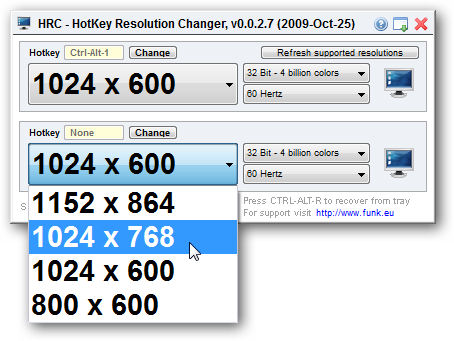 HRC - HotKey Resolution Changer, v0.0.2.7 (2009-Oct-25)
Hotkey Ctrl-Alt-1 Change Refresh supported resolutions
1024 x 600
32 Bit - 4 billion colors
60 Hertz
Hotkey None Change
1024 x 600
32 Bit - 4 billion colors
60 Hertz
1152 x 864
1024 x 768
1024 x 600
800 x 600
Press CTRL-ALT-R to recover from tray
For support visit http://www.funk.eu